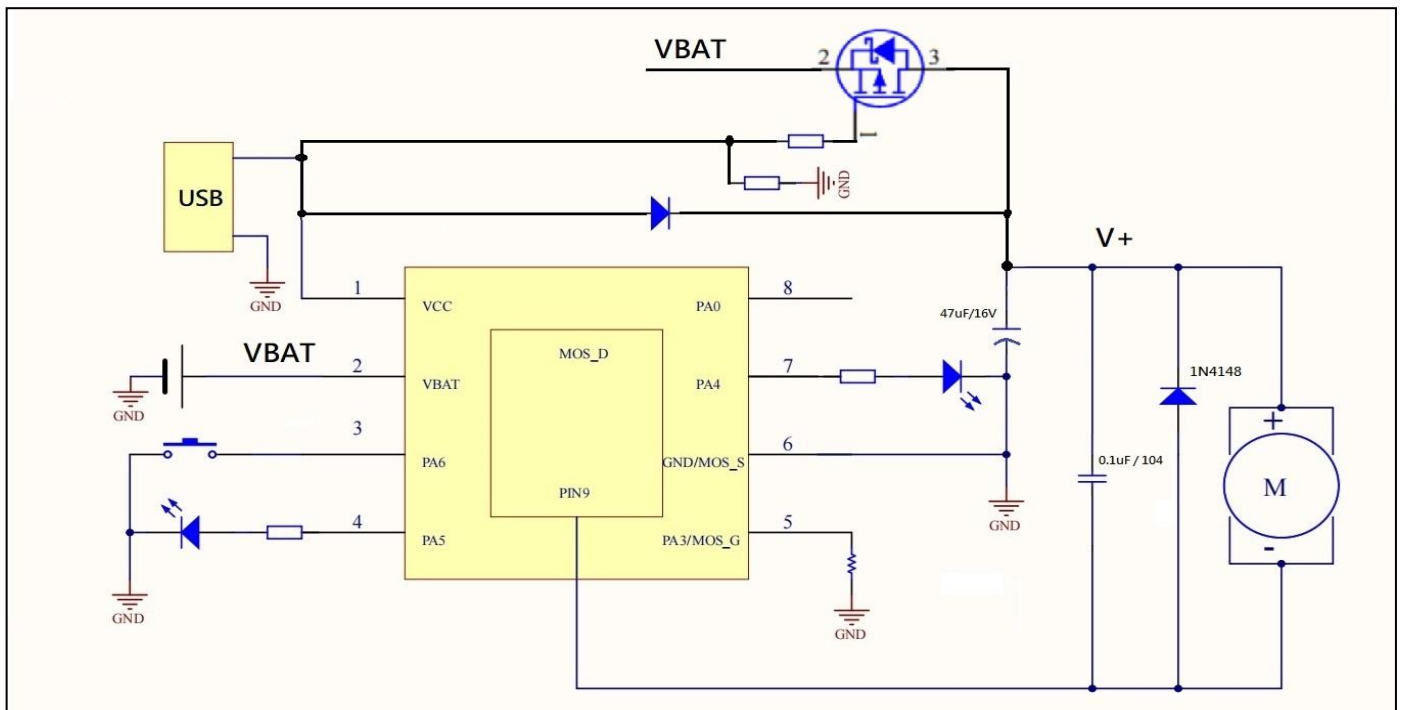 VBAT
2
3
1
USB
GND
GND
V+
1
VCC
PA0
8
47uF/16V
VBAT
MOS_D
2
VBAT
PA4
7
1N4148
GND
3
PA6
GND/MOS_S
6
0.1uF / 104
+
M
-
PIN9
GND
4
PA5
PA3/MOS_G
5
GND
GND